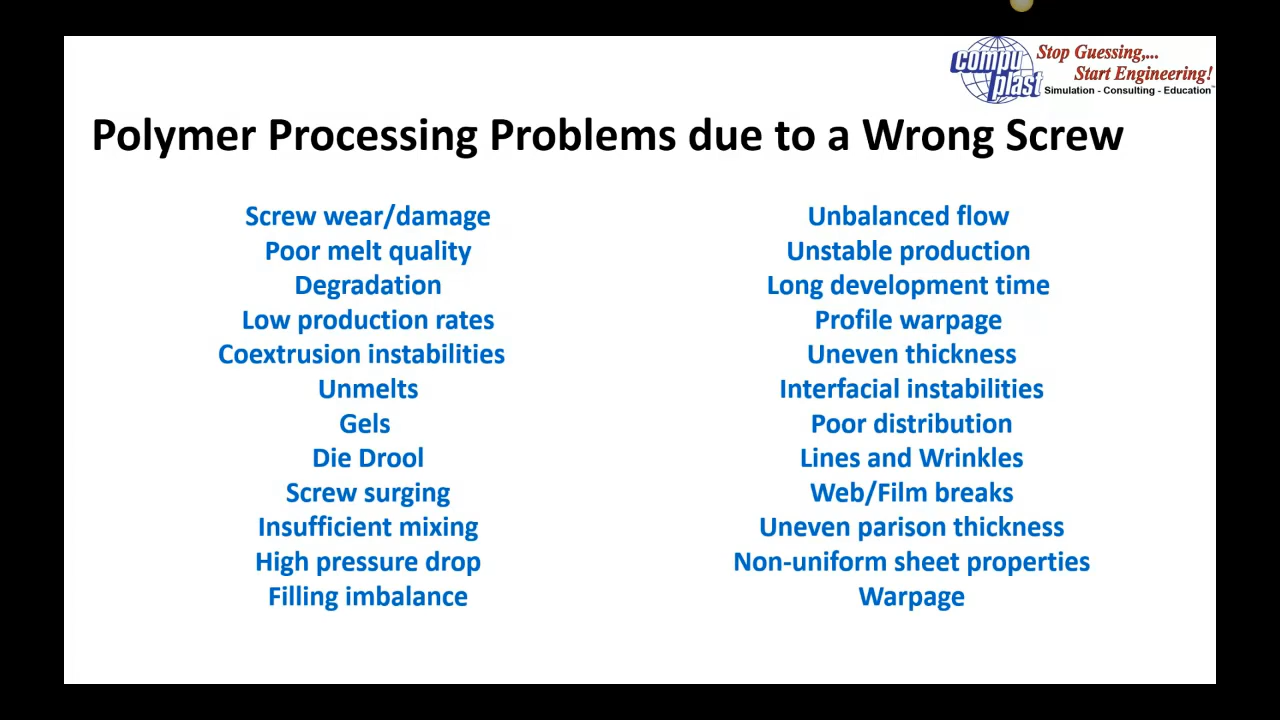 compu plast
Stop Guessing,...
Start Engineering!
Simulation - Consulting - Education™
Polymer Processing Problems due to a Wrong Screw
Screw wear/damage
Poor melt quality
Degradation
Low production rates
Coextrusion instabilities
Unmelts
Gels
Die Drool
Screw surging
Insufficient mixing
High pressure drop
Filling imbalance
Unbalanced flow
Unstable production
Long development time
Profile warpage
Uneven thickness
Interfacial instabilities
Poor distribution
Lines and Wrinkles
Web/Film breaks
Uneven parison thickness
Non-uniform sheet properties
Warpage